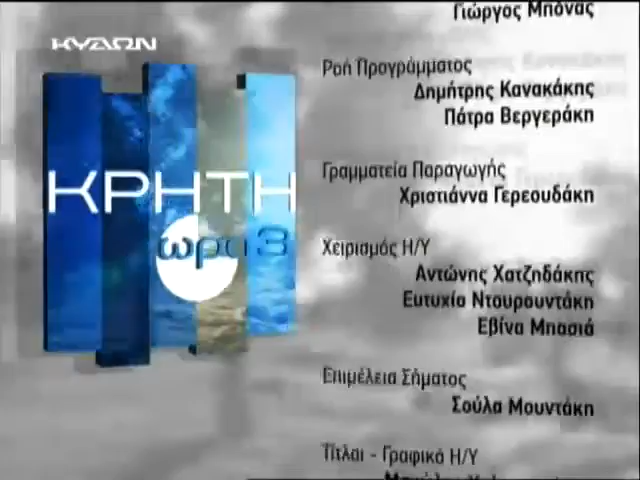 ΚΥΔΩΝ
ΚΡΗΤΗ
ωρα 3
Γιώργος Μπόνας
Ροή Προγράμματος
Δημήτρης Κανακάκης
Πάτρα Βεργεράκη
Γραμματεία Παραγωγής
Χριστιάννα Γερεουδάκη
Χειρισμός Η/Υ
Αντώνης Χατζηδάκης
Ευτυχία Ντουρουντάκη
Εβίνα Μπασιά
Επιμέλεια Σήματος
Σούλα Μουντάκη
Τίτλοι - Γραφικά Η/Υ